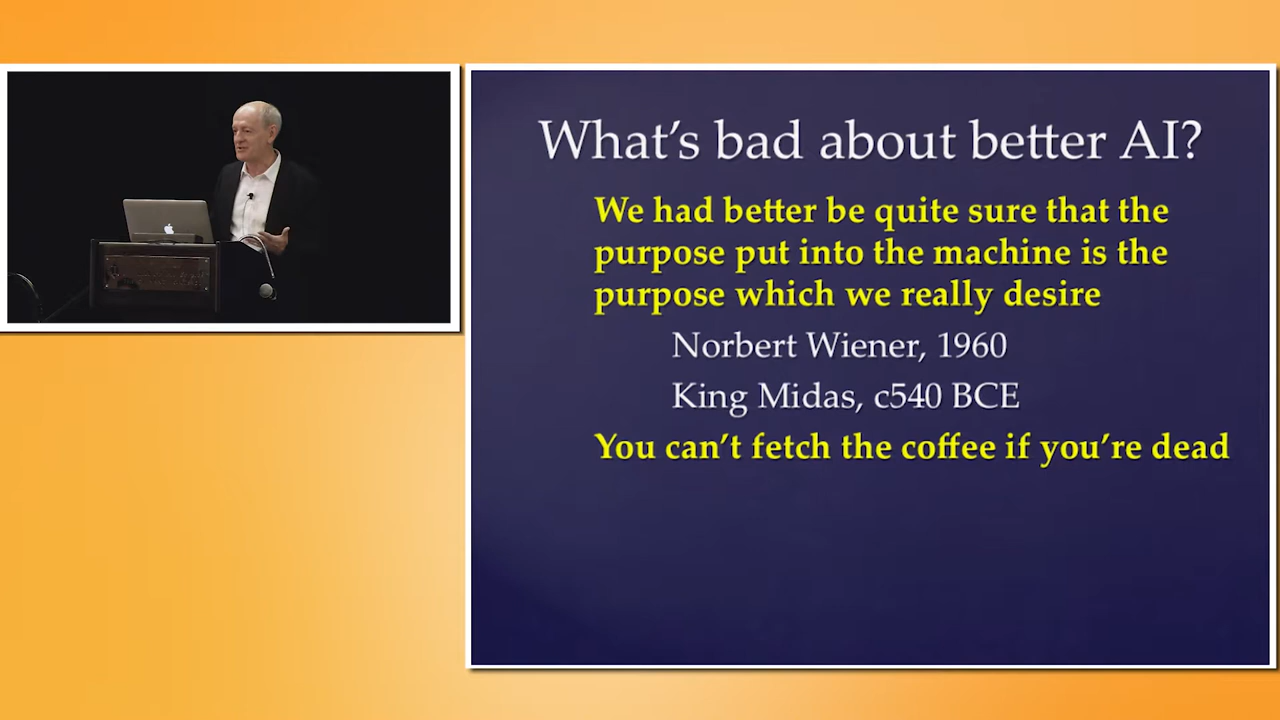 What's bad about better AI?
We had better be quite sure that the
purpose put into the machine is the
purpose which we really desire
Norbert Wiener, 1960
King Midas, c540 BCE
You can't fetch the coffee if you're dead